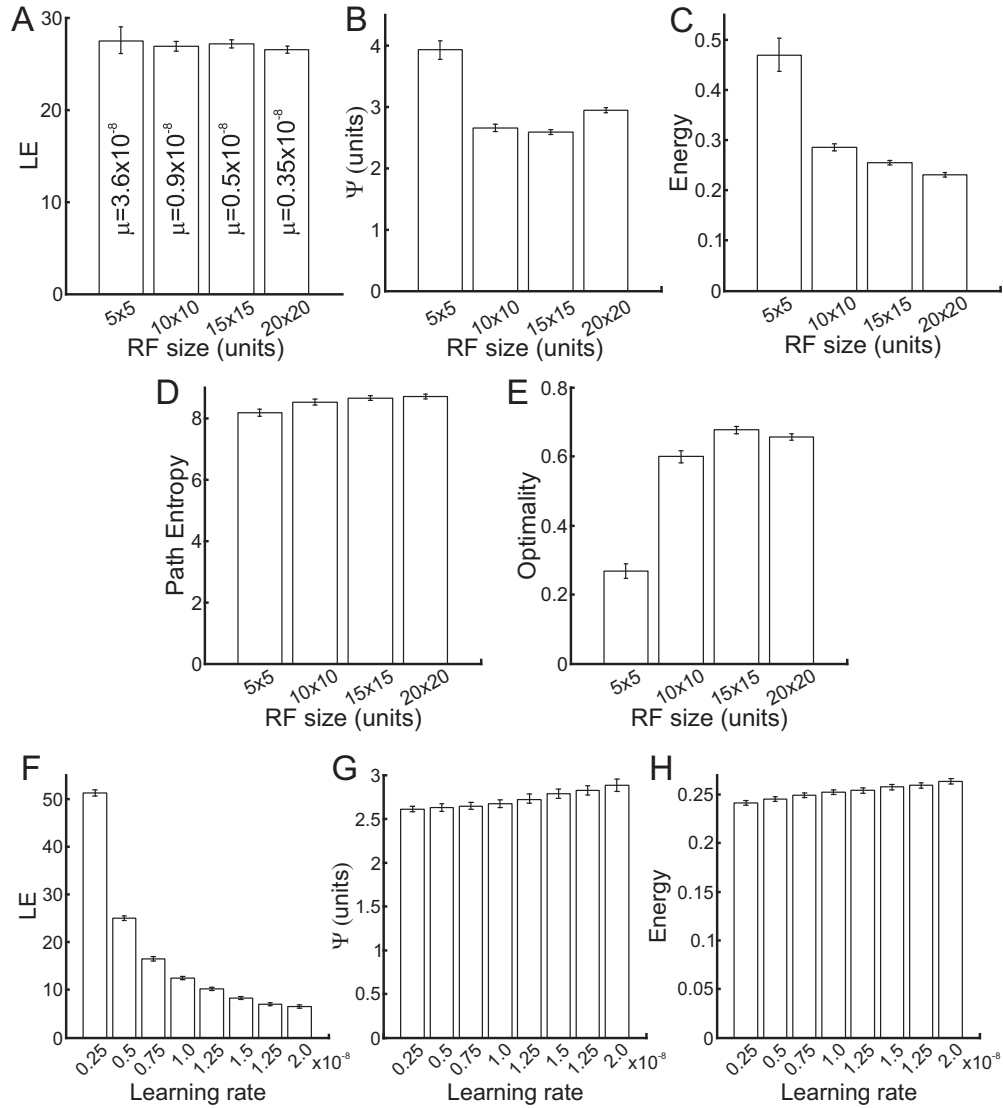 A
30
20
10
0
LE
μ=3.6x10⁻⁸
μ=0.9x10⁻⁸
μ=0.5x10⁻⁸
μ=0.35x10⁻⁸
5x5
10x10
15x15
20x20
RF size (units)
B
4
3
2
1
0
Ψ (units)
5x5
10x10
15x15
20x20
RF size (units)
C
0.5
0.4
0.3
0.2
0.1
0
Energy
5x5
10x10
15x15
20x20
RF size (units)
D
8
6
4
2
0
Path Entropy
5x5
10x10
15x15
20x20
RF size (units)
E
0.8
0.6
0.4
0.2
0
Optimality
5x5
10x10
15x15
20x20
RF size (units)
F
50
40
30
20
10
0
LE
0.25
0.5
0.75
1.0
1.25
1.5
1.25
2.0
x10⁻⁸
Learning rate
G
3
2.5
2
1.5
1
0.5
0
Ψ (units)
0.25
0.5
0.75
1.0
1.25
1.5
1.25
2.0
x10⁻⁸
Learning rate
H
0.25
0.2
0.15
0.1
0.05
0
Energy
0.25
0.5
0.75
1.0
1.25
1.5
1.25
2.0
x10⁻⁸
Learning rate